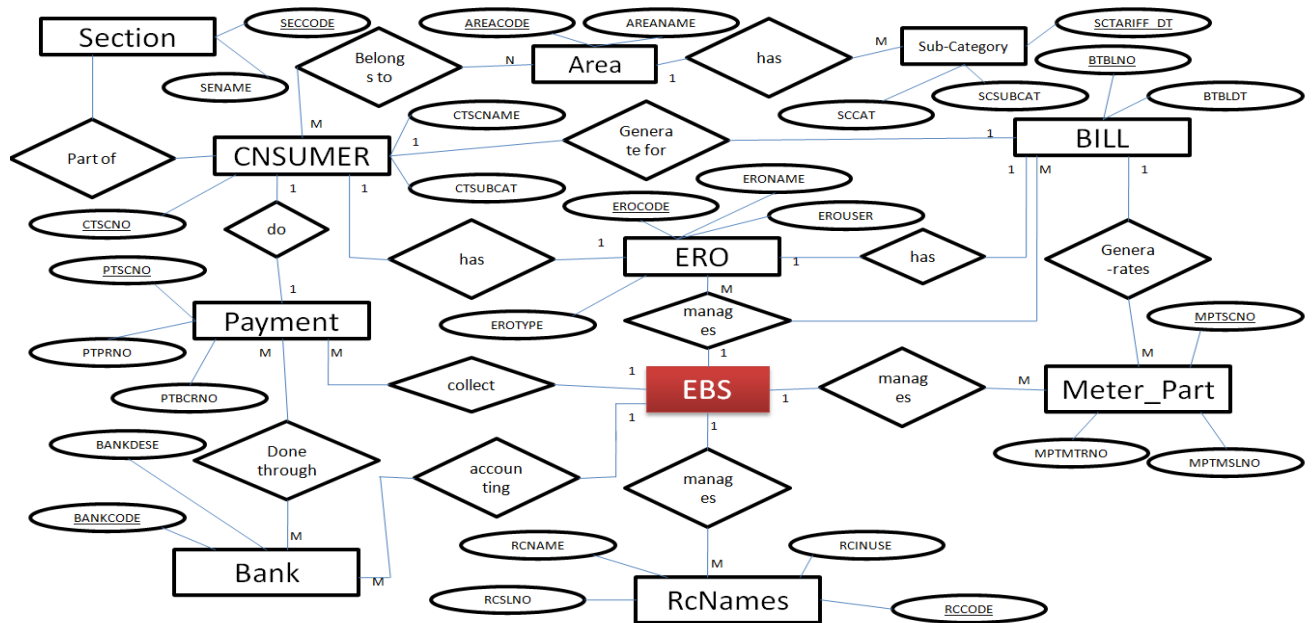 SECCODE
AREACODE
AREANAME
SCTARIFF_DT
Section
Belong
s to
N
Area
1
has
M
Sub-Category
BTBLNO
SENAME
SCCAT
SCSUBCAT
BTBLDT
M
CTSCNAME
Part of
CNSUMER
1
Genera
te for
1
BILL
1
1
CTSUBCAT
ERONAME
1
M
1
CTSCNO
do
EROCODE
EROUSER
PTSCNO
has
1
ERO
1
has
Genera
-rates
1
M
Payment
EROTYPE
manag
es
MPTSCNO
PTPRNO
M
M
1
M
PTBCRNO
collect
1
EBS
1
manag
es
M
Meter_Part
BANKDESE
Done
through
accoun
ting
1
1
MPTMTRNO
MPTMSLNO
manag
es
BANKCODE
M
RCNAME
RCINUSE
Bank
M
M
RCSLNO
RcNames
RCCODE